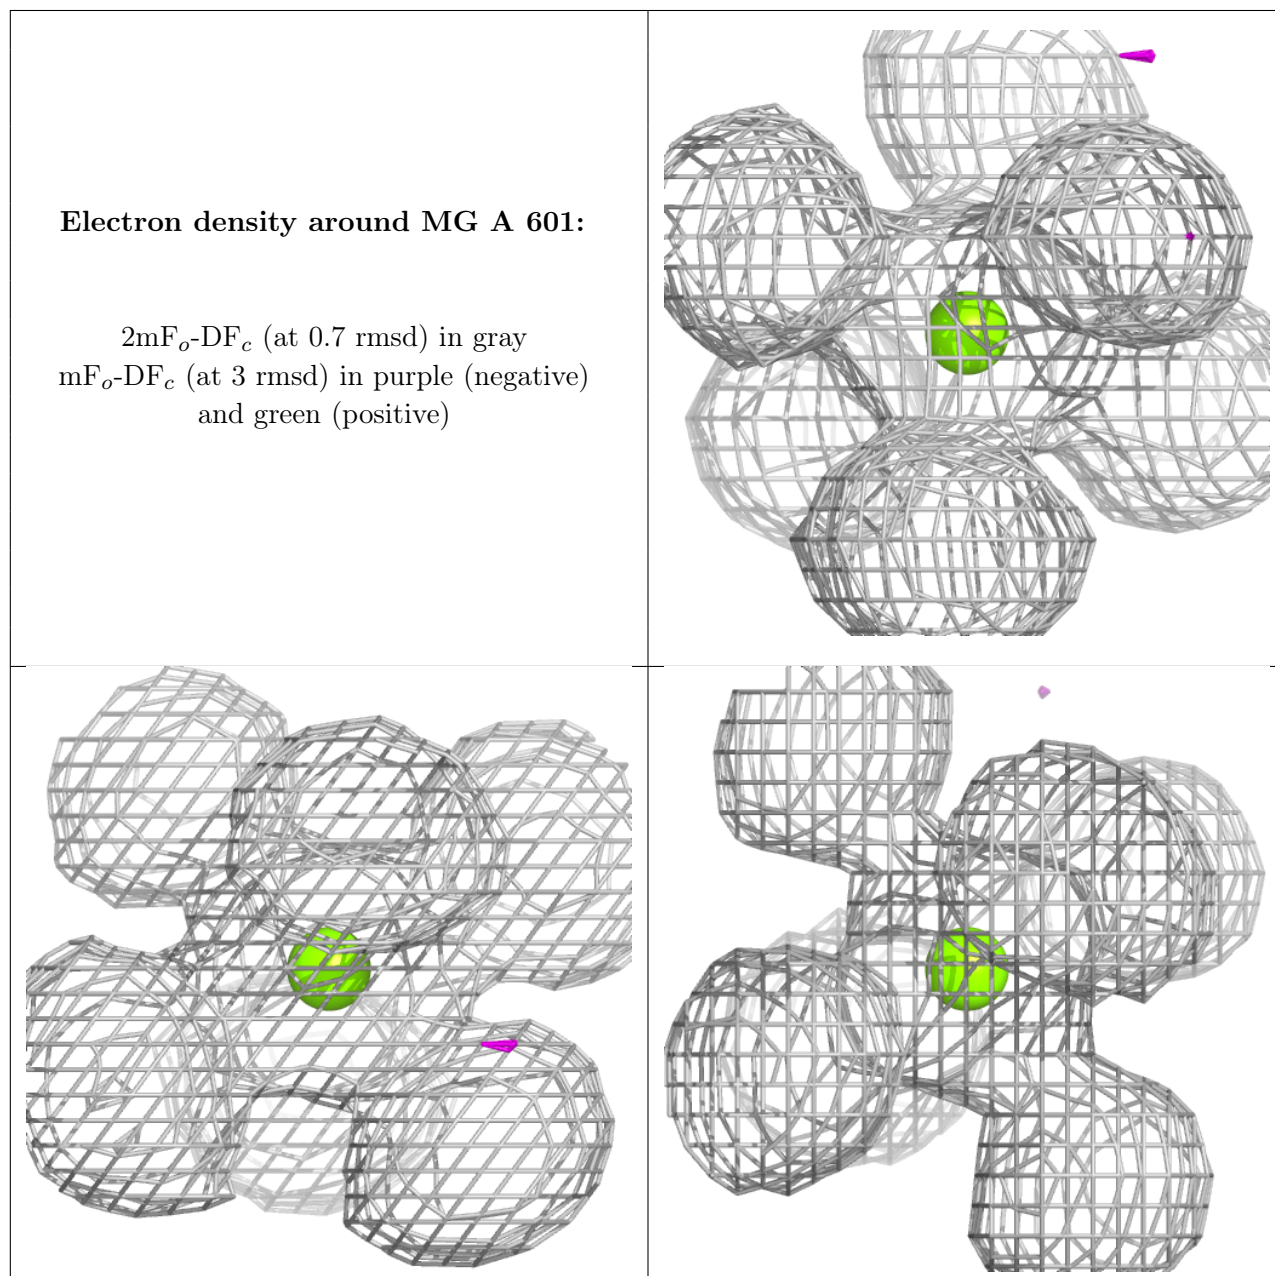 Electron density around MG A 601:
2mFo-DFc (at 0.7 rmsd) in gray
mFo-DFc (at 3 rmsd) in purple (negative)
and green (positive)